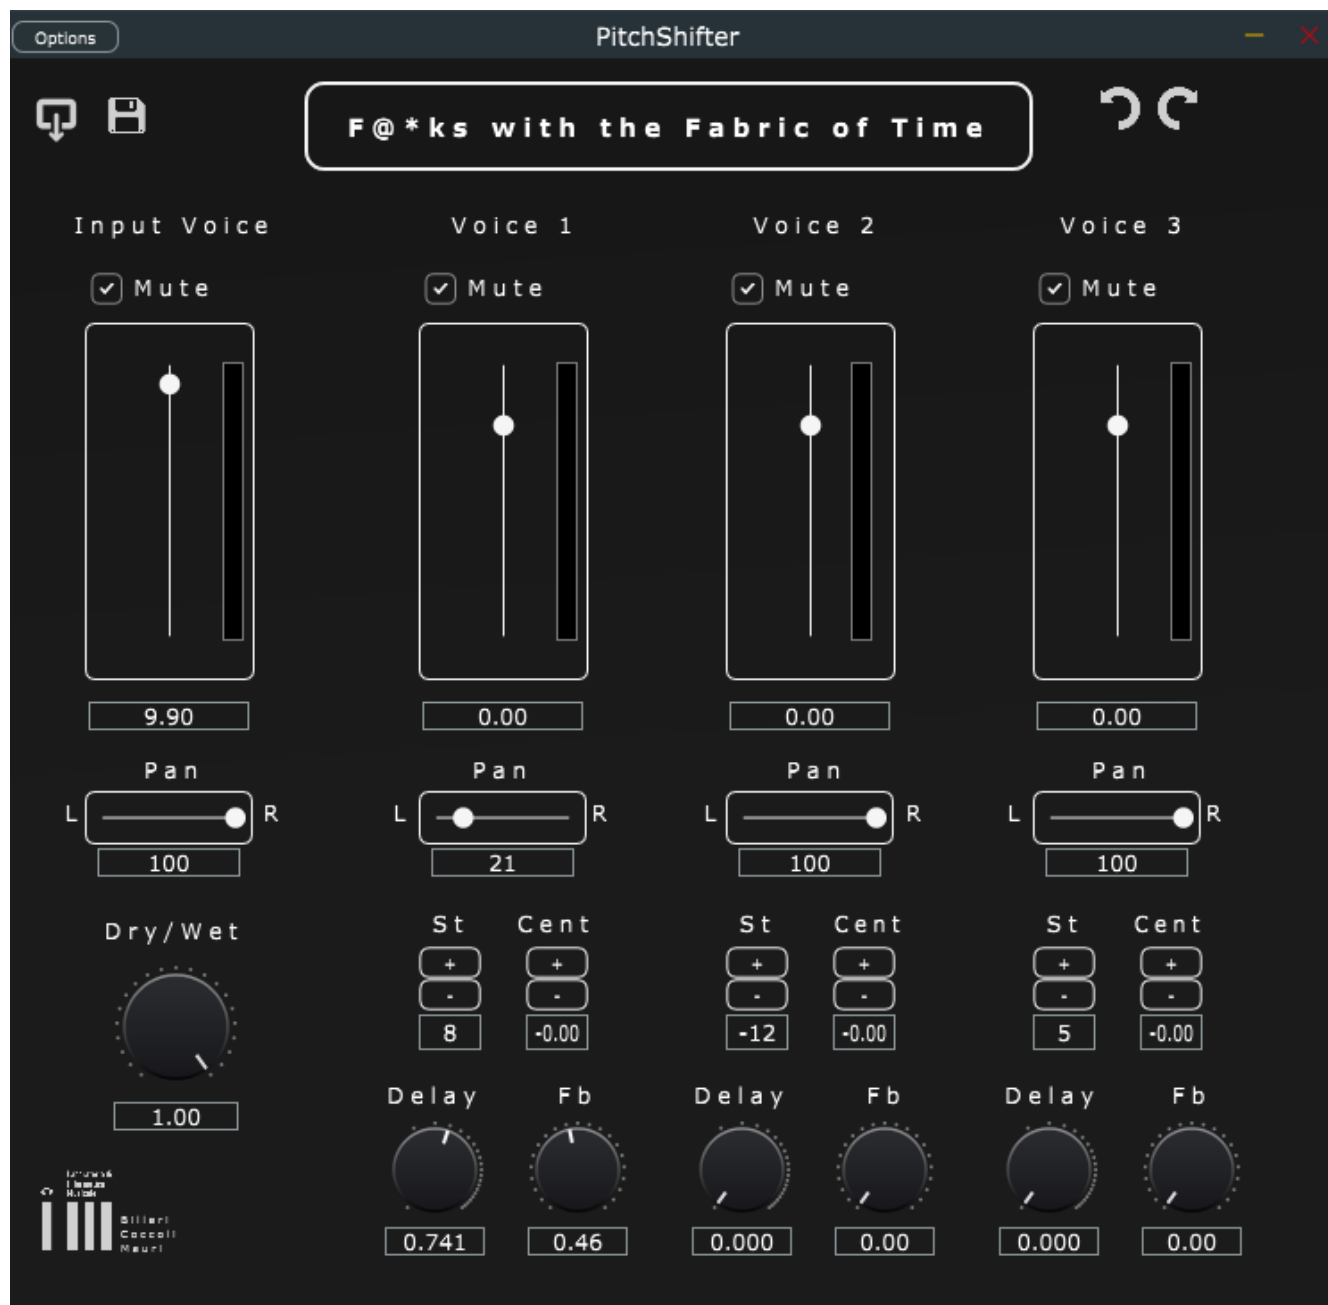 Options PitchShifter
F@*ks with the Fabric of Time
Input Voice Voice 1 Voice 2 Voice 3
Mute Mute Mute Mute
9.90 0.00 0.00 0.00
Pan Pan Pan Pan
L R L R L R L R
100 21 100 100
Dry/Wet St Cent St Cent St Cent
+ + + + + +
- - - - - -
8 -0.00 -12 -0.00 5 -0.00
1.00 Delay Fb Delay Fb Delay Fb
0.741 0.46 0.000 0.00 0.000 0.00
Billeri
Coccoli
Mauri